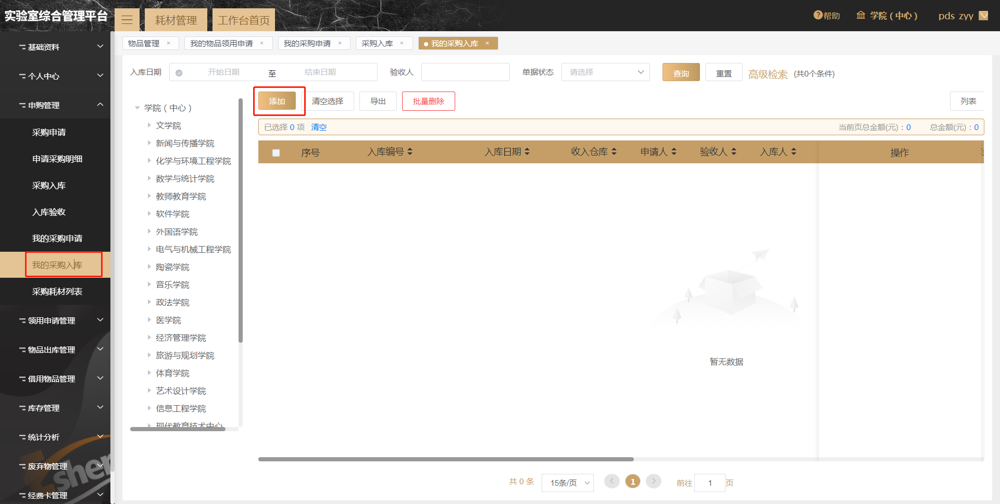 实验室综合管理平台
耗材管理
工作台首页
帮助
学院（中心）
pds zyy
物品管理 ×
我的物品领用申请 ×
我的采购申请 ×
采购入库 ×
我的采购入库 ×
基础资料
个人中心
申购管理
采购申请
申请采购明细
采购入库
入库验收
我的采购申请
我的采购入库
采购耗材列表
领用申请管理
物品出库管理
借用物品管理
库存管理
统计分析
废弃物管理
经费卡管理
入库日期 开始日期 至 结束日期
验收人
单据状态 请选择
查询
重置
高级检索 (共0个条件)
学院（中心）
文学院
新闻与传播学院
化学与环境工程学院
数学与统计学院
教师教育学院
软件学院
外国语学院
电气与机械工程学院
陶瓷学院
音乐学院
政法学院
医学院
经济管理学院
旅游与规划学院
体育学院
艺术设计学院
信息工程学院
现代教育技术中心
添加
清空选择
导出
批量删除
列表
已选择 0 项 清空
当前页总金额(元)：0 总金额(元)：0
序号 入库编号 入库日期 收入仓库 申请人 验收人 入库人 操作
暂无数据
共 0 条 15条/页 1 前往 1 页